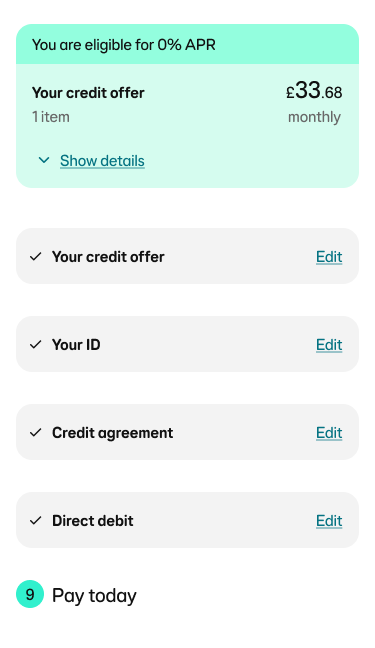 You are eligible for 0% APR
Your credit offer £33.68
1 item monthly
Show details
Your credit offer Edit
Your ID Edit
Credit agreement Edit
Direct debit Edit
9 Pay today